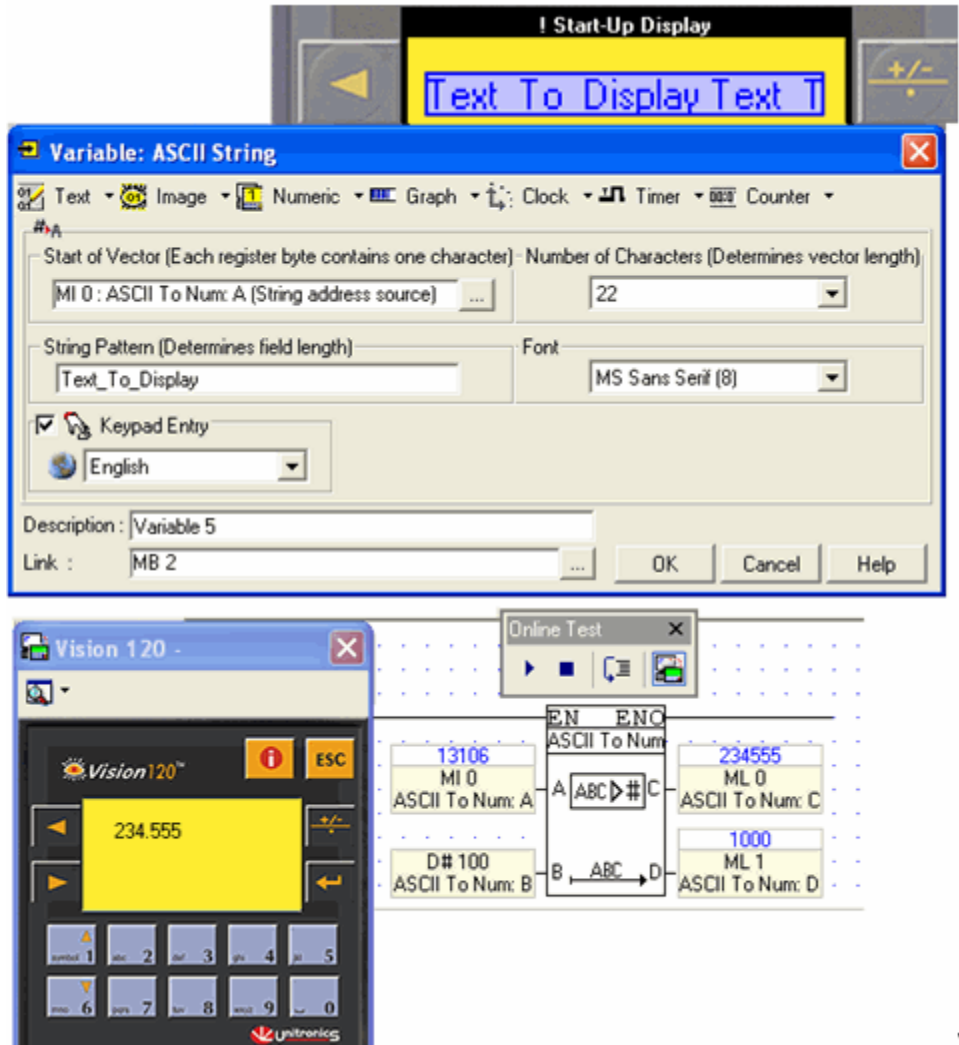 ! Start-Up Display
+/-
Text To Display Text T
Variable: ASCII String
Text Image Numeric Graph Clock Timer Counter
Start of Vector (Each register byte contains one character) Number of Characters (Determines vector length)
MI 0 : ASCII To Num: A (String address source) ... 22
String Pattern (Determines field length) Font
Text_To_Display MS Sans Serif (8)
Keypad Entry
English
Description : Variable 5
Link : MB 2 ... OK Cancel Help
Vision 120 - Online Test
EN ENO
ASCII To Num
13106 234555
MI 0 ML 0
ASCII To Num: A A ABC # C ASCII To Num: C
1000
D# 100 ML 1
ASCII To Num: B B ABC D ASCII To Num: D
Vision120™ ESC
234.555
+/-
1 abc 2 def 3 ghi 4 5
6 7 8 9 0
unitronics